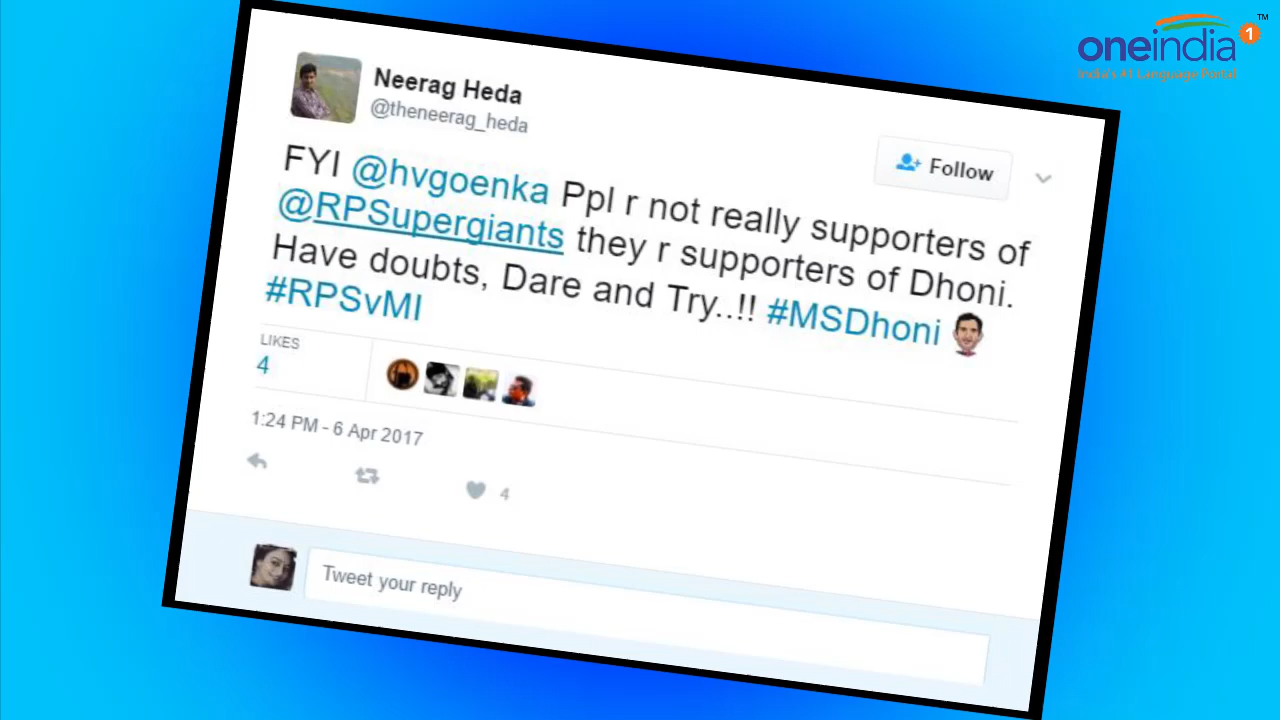 oneindia 1 ™
India's #1 Language Portal
Neerag Heda
@theneerag_heda
Follow
FYI @hvgoenka Ppl r not really supporters of
@RPSupergiants they r supporters of Dhoni.
Have doubts, Dare and Try..!! #MSDhoni
#RPSvMI
LIKES
4
1:24 PM - 6 Apr 2017
4
Tweet your reply